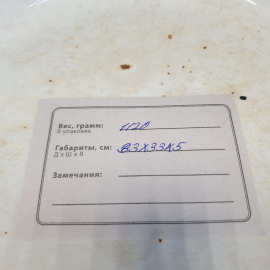 Вес, грамм: 1120
В упаковке
Габариты, см: 33х33х5
Д х Ш х В
Замечания: